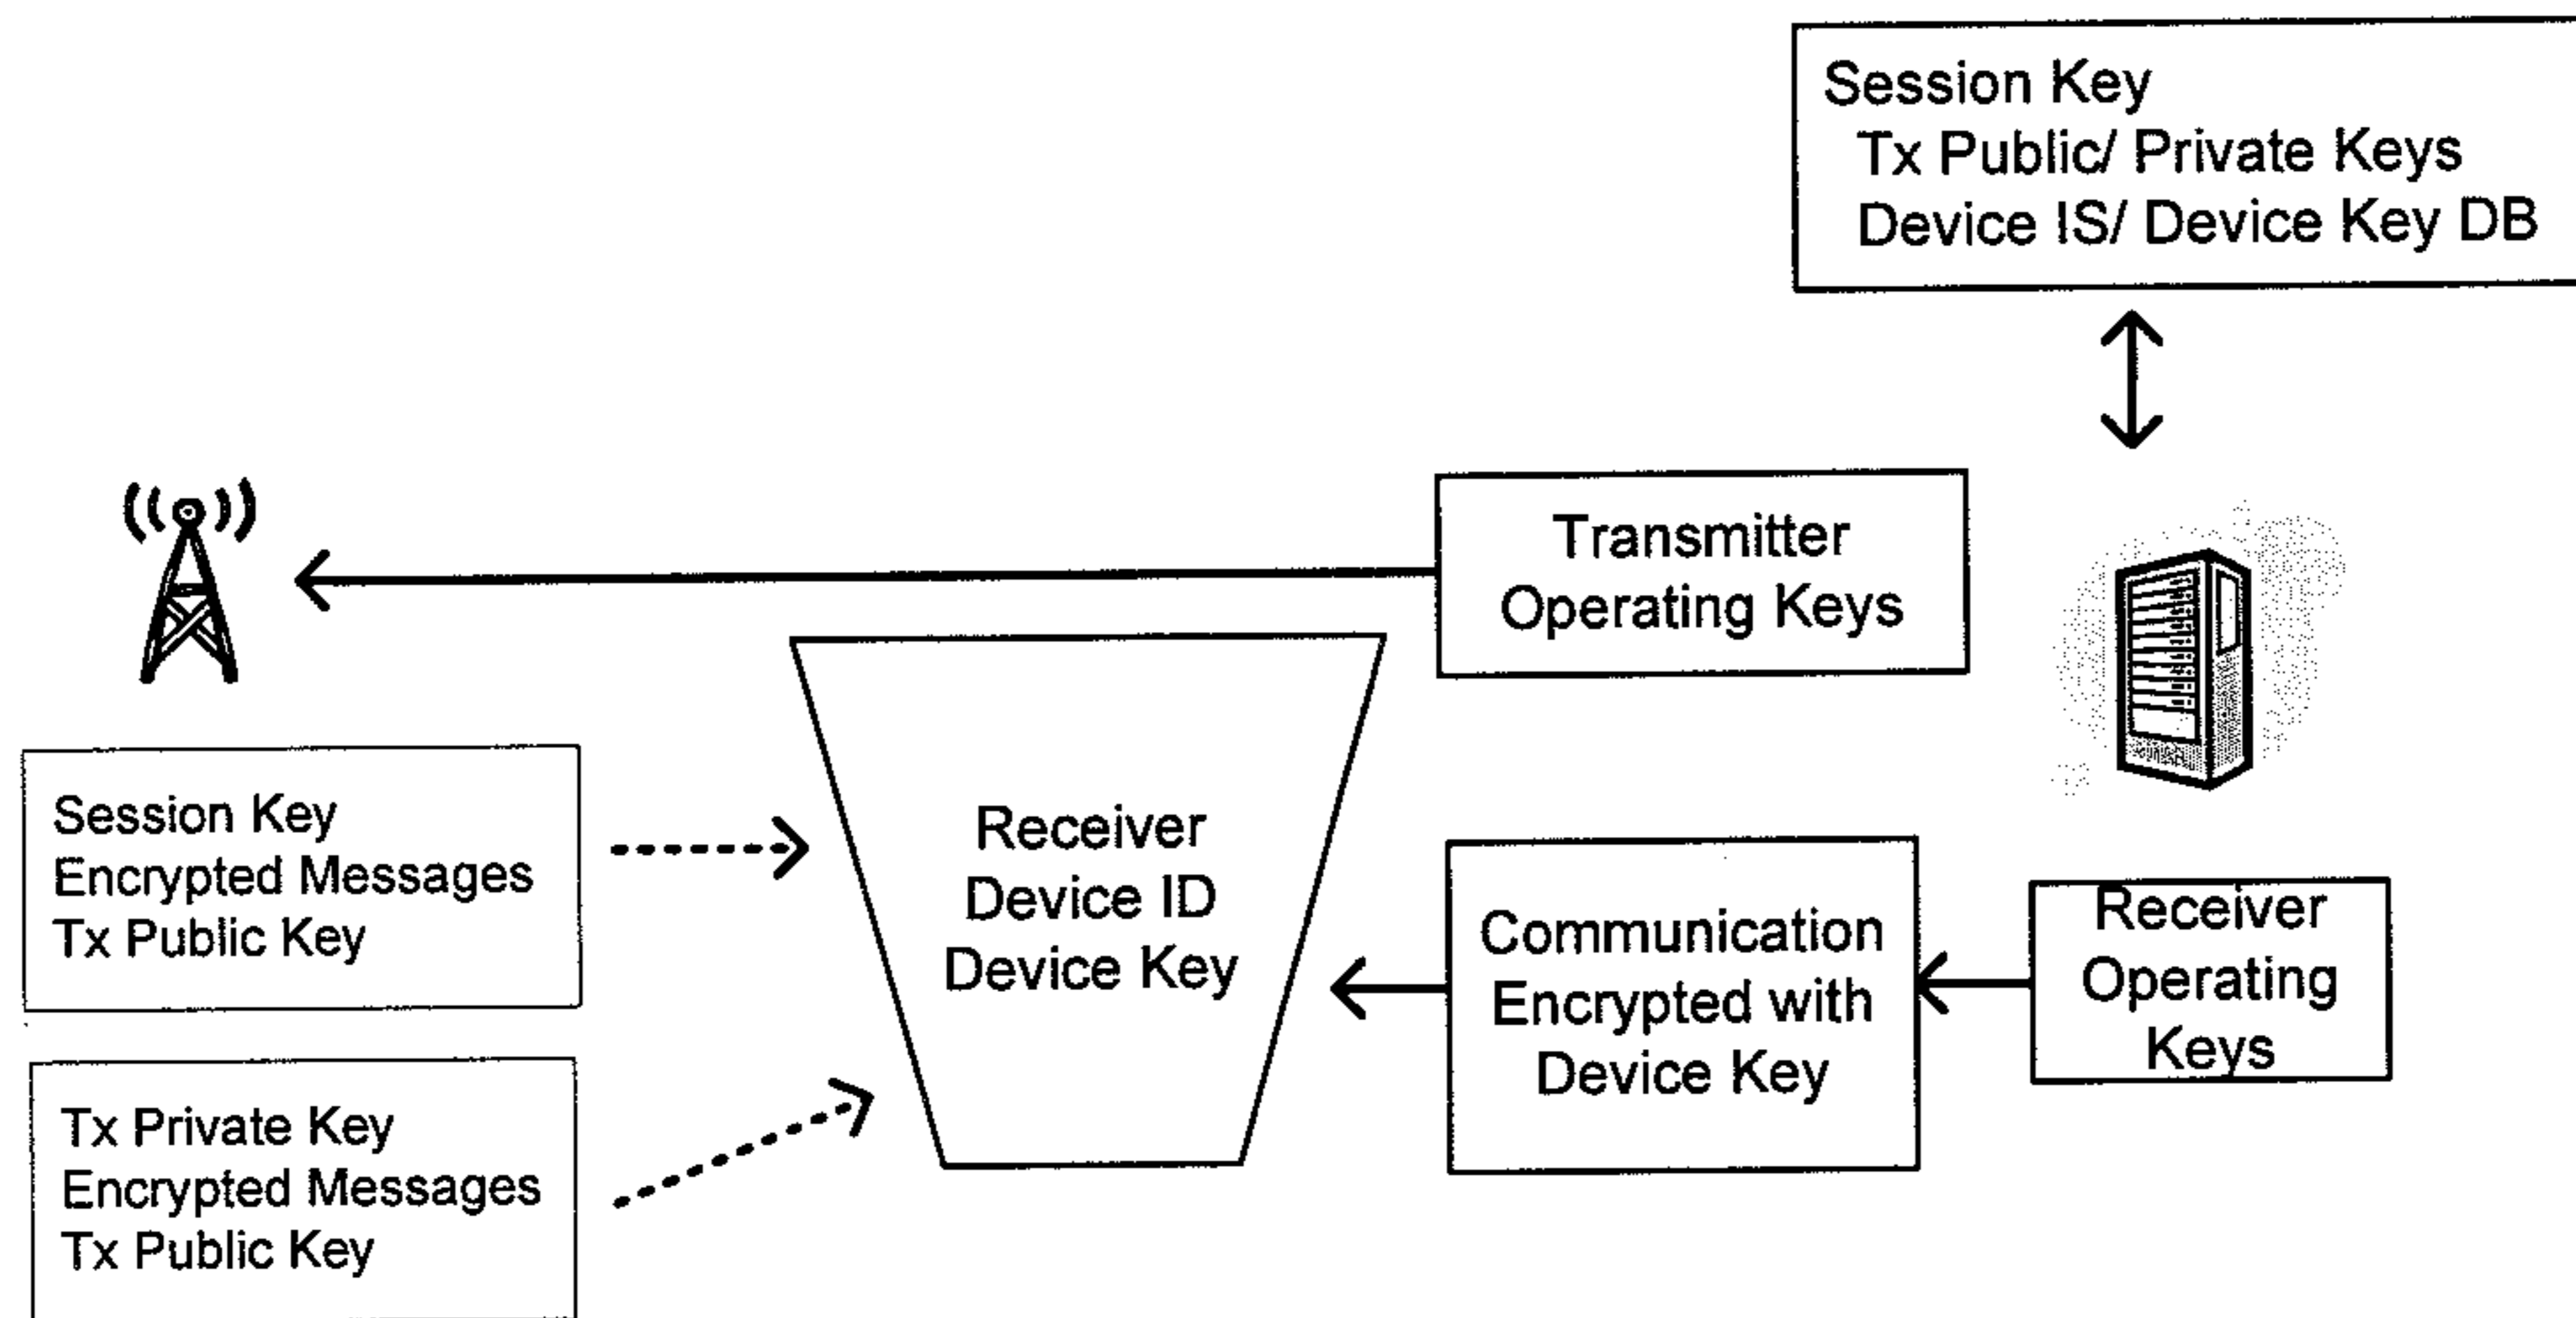 Session Key
Tx Public/ Private Keys
Device IS/ Device Key DB
Transmitter
Operating Keys
Receiver
Device ID
Device Key
Session Key
Encrypted Messages
Tx Public Key
Communication
Encrypted with
Device Key
Receiver
Operating
Keys
Tx Private Key
Encrypted Messages
Tx Public Key